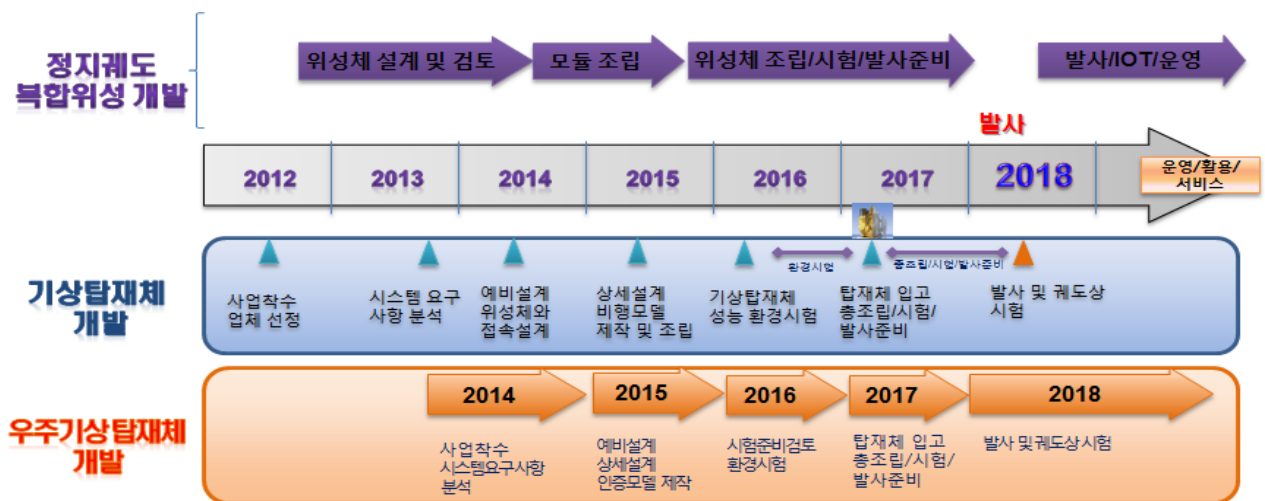 정지궤도
복합위성 개발
위성체 설계 및 검토
모듈 조립
위성체 조립/시험/발사준비
발사/IOT/운영
발사
2012
2013
2014
2015
2016
2017
2018
운영/활용/
서비스
기상탑재체
개발
환경시험
총조립/시험/발사준비
사업착수
업체 선정
시스템 요구
사항 분석
예비설계
위성체와
접속설계
상세설계
비행모델
제작 및 조립
기상탑재체
성능 환경시험
탑재체 입고
총조립/시험/
발사준비
발사 및 궤도상
시험
우주기상탑재체
개발
2014
2015
2016
2017
2018
사업착수
시스템요구사항
분석
예비설계
상세설계
인증모델 제작
시험준비검토
환경시험
탑재체 입고
총조립/시험/
발사준비
발사 및궤도상 시험